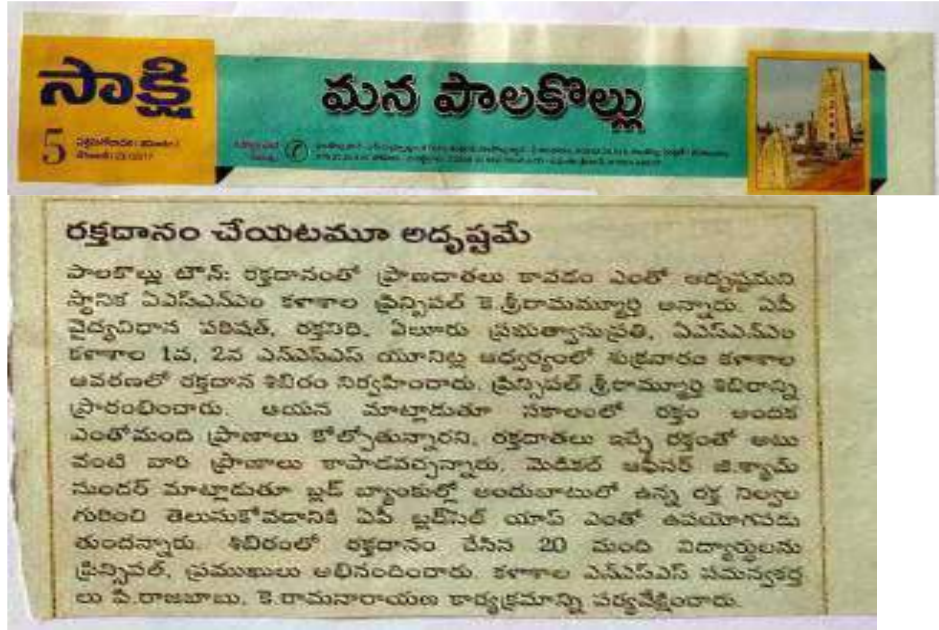 సాక్షి
మన పాలకొల్లు
5
రక్తదానం చేయటమూ అదృష్టమే
పాలకొల్లు టౌన్: రక్తదానంతో ప్రాణదాతలు కావడం ఎంతో అదృష్టమని
స్థానిక ఏఎస్ఎన్ఎం కళాశాల ప్రిన్సిపల్ కె.శ్రీరామమ్మూర్తి అన్నారు. ఏపీ
వైద్యవిధాన పరిషత్, రక్తనిధి, ఏలూరు ప్రభుత్వాసుపత్రి, ఏఎస్ఎన్ఎం
కళాశాల 1వ, 2వ ఎన్ఎస్ఎస్ యూనిట్ల ఆధ్వర్యంలో శుక్రవారం కళాశాల
ఆవరణలో రక్తదాన శిబిరం నిర్వహించారు. ప్రిన్సిపల్ శ్రీరామ్మూర్తి శిబిరాన్ని
ప్రారంభించారు. ఆయన మాట్లాడుతూ సకాలంలో రక్తం అందక
ఎంతోమంది ప్రాణాలు కోల్పోతున్నారని, రక్తదాతలు ఇచ్చే రక్తంతో అటు
వంటి వారి ప్రాణాలు కాపాడవచ్చన్నారు. మెడికల్ ఆఫీసర్ జి.శ్యామ్
సుందర్ మాట్లాడుతూ బ్లడ్ బ్యాంకుల్లో అందుబాటులో ఉన్న రక్త నిల్వల
గురించి తెలుసుకోవడానికి ఏపీ బ్లడ్‌సెల్ యాప్ ఎంతో ఉపయోగపడు
తుందన్నారు. శిబిరంలో రక్తదానం చేసిన 20 మంది విద్యార్థులను
ప్రిన్సిపల్, ప్రముఖులు అభినందించారు. కళాశాల ఎన్ఎస్ఎస్ సమన్వయకర్త
లు పి.రాజబాబు, కె.రామనారాయణ కార్యక్రమాన్ని పర్యవేక్షించారు.